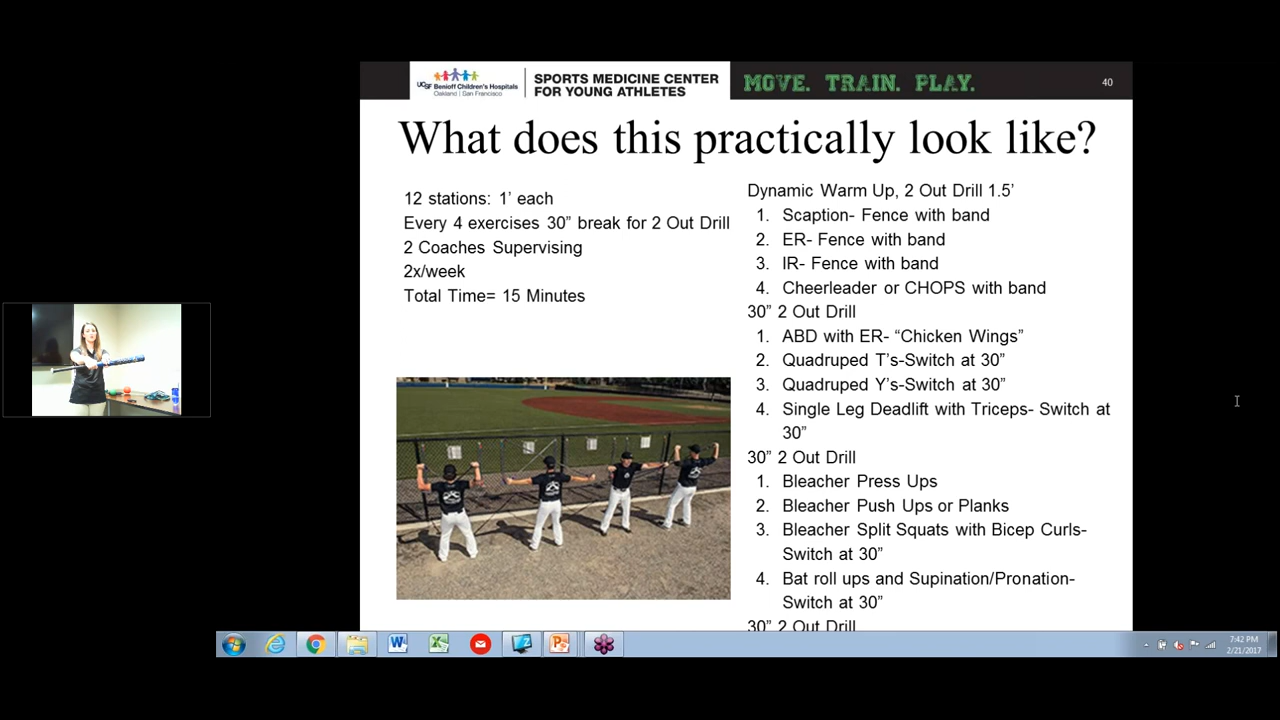 UCSF Benioff Children's Hospitals
Oakland | San Francisco
SPORTS MEDICINE CENTER
FOR YOUNG ATHLETES
MOVE. TRAIN. PLAY.
40
What does this practically look like?
12 stations: 1’ each
Every 4 exercises 30” break for 2 Out Drill
2 Coaches Supervising
2x/week
Total Time= 15 Minutes
Dynamic Warm Up, 2 Out Drill 1.5’
1. Scaption- Fence with band
2. ER- Fence with band
3. IR- Fence with band
4. Cheerleader or CHOPS with band
30” 2 Out Drill
1. ABD with ER- “Chicken Wings”
2. Quadruped T’s-Switch at 30”
3. Quadruped Y’s-Switch at 30”
4. Single Leg Deadlift with Triceps- Switch at
30”
30” 2 Out Drill
1. Bleacher Press Ups
2. Bleacher Push Ups or Planks
3. Bleacher Split Squats with Bicep Curls-
Switch at 30”
4. Bat roll ups and Supination/Pronation-
Switch at 30”
30” 2 Out Drill
7:42 PM
2/21/2017